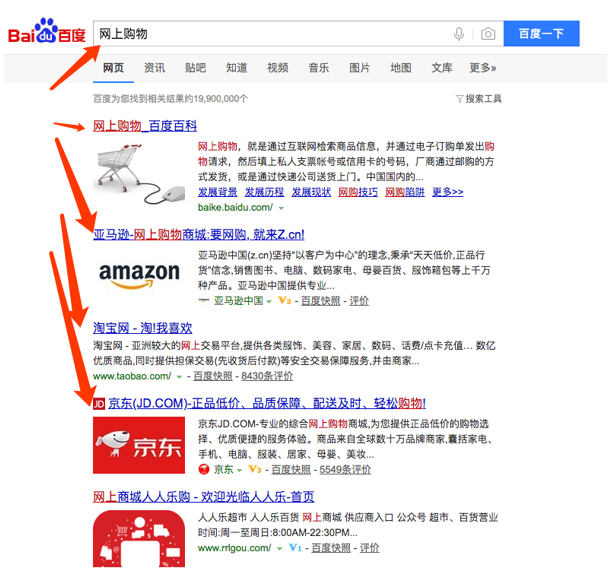 Bai du 百度
网上购物
百度一下
网页 资讯 贴吧 知道 视频 音乐 图片 地图 文库 更多»
百度为您找到相关结果约19,900,000个
搜索工具
网上购物_百度百科
网上购物，就是通过互联网检索商品信息，并通过电子订购单发出购
物请求，然后填上私人支票帐号或信用卡的号码，厂商通过邮购的方
式发货，或是通过快递公司送货上门。中国国内的...
发展背景 发展历程 发展现状 网购技巧 网购陷阱 更多>>
baike.baidu.com/
亚马逊-网上购物商城:要网购, 就来Z.cn!
amazon
亚马逊中国(z.cn)坚持“以客户为中心”的理念,秉承“天天低价,正品行
货”信念,销售图书、电脑、数码家电、母婴百货、服饰箱包等上千万
种产品。亚马逊中国提供专业...
亚马逊中国 V3 - 百度快照 - 评价
淘宝网 - 淘!我喜欢
淘宝网 - 亚洲较大的网上交易平台,提供各类服饰、美容、家居、数码、话费/点卡充值… 数亿
优质商品,同时提供担保交易(先收货后付款)等安全交易保障服务,并由商家...
www.taobao.com/ - 百度快照 - 8430条评价
JD 京东(JD.COM)-正品低价、品质保障、配送及时、轻松购物!
京东
京东JD.COM-专业的综合网上购物商城,为您提供正品低价的购物选
择、优质便捷的服务体验。商品来自全球数十万品牌商家,囊括家电、
手机、电脑、服装、居家、母婴、美妆...
京东 V3 - 百度快照 - 5549条评价
网上商城人人乐购 - 欢迎光临人人乐-首页
人人乐超市 人人乐百货 网上商城 供应商入口 公众号 超市、百货营业
时间:周一至周日:8:00AM-22:30PM...
www.rrlgou.com/ V1 - 百度快照 - 评价